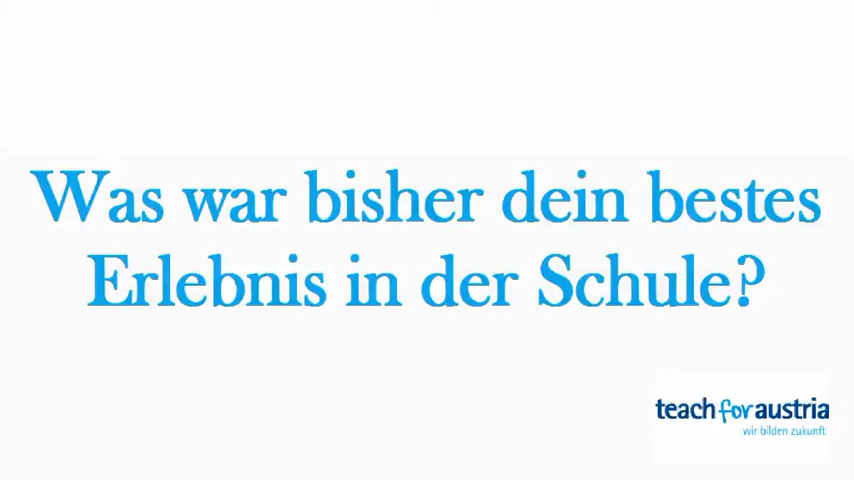 Was war bisher dein bestes
Erlebnis in der Schule?
teachforaustria
wir bilden zukunft